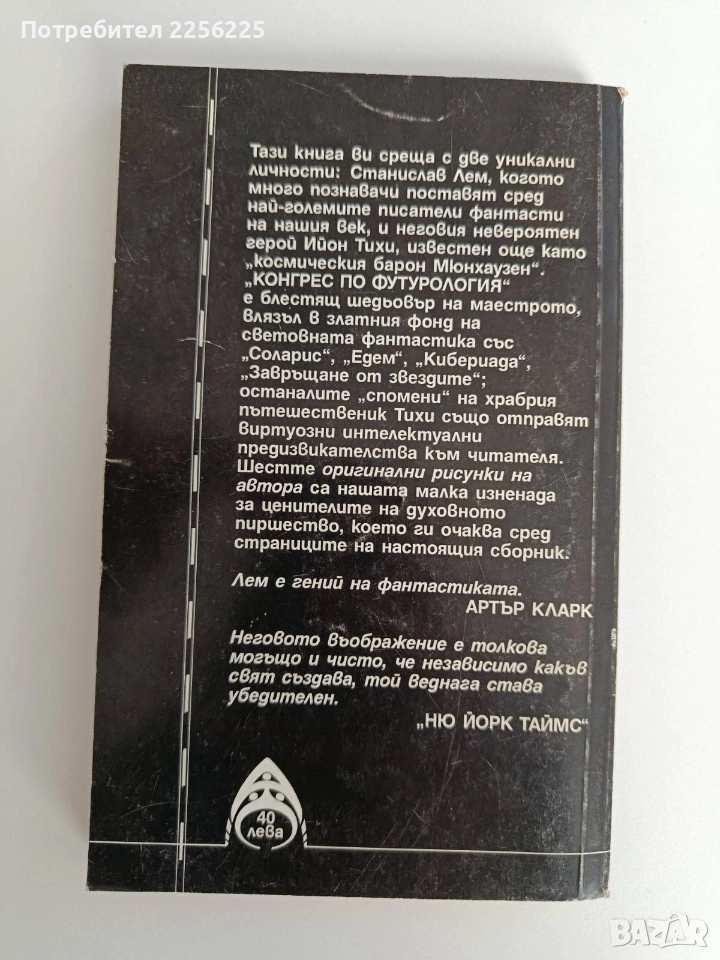 Потребител 2256225
Тази книга ви среща с две уникални
личности: Станислав Лем, когото
много познавачи поставят сред
най-големите писатели фантасти
на нашия век, и неговия невероятен
герой Ийон Тихи, известен още като
„космическия барон Мюнхаузен“.
„КОНГРЕС ПО ФУТУРОЛОГИЯ“
е блестящ шедьовър на маестрото,
влязъл в златния фонд на
световната фантастика със
„Соларис“, „Едем“, „Кибериада“,
„Завръщане от звездите“;
останалите „спомени“ на храбрия
пътешественик Тихи също отправят
виртуозни интелектуални
предизвикателства към читателя.
Шестте оригинални рисунки на
автора са нашата малка изненада
за ценителите на духовното
пиршество, което ги очаква сред
страниците на настоящия сборник.
Лем е гений на фантастиката.
АРТЪР КЛАРК
Неговото въображение е толкова
могъщо и чисто, че независимо какъв
свят създава, той веднага става
убедителен.
„НЮ ЙОРК ТАЙМС“
40
лева
BAZAR